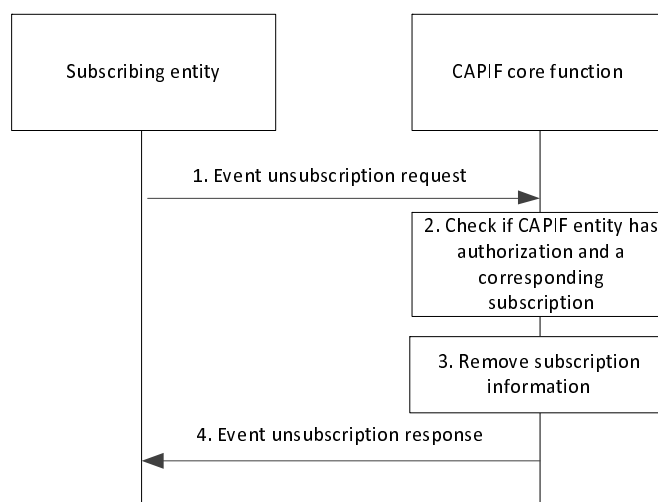 Subscribing entity
CAPIF core function
1. Event unsubscription request
2. Check if CAPIF entity has
authorization and a
corresponding
subscription
3. Remove subscription
information
4. Event unsubscription response